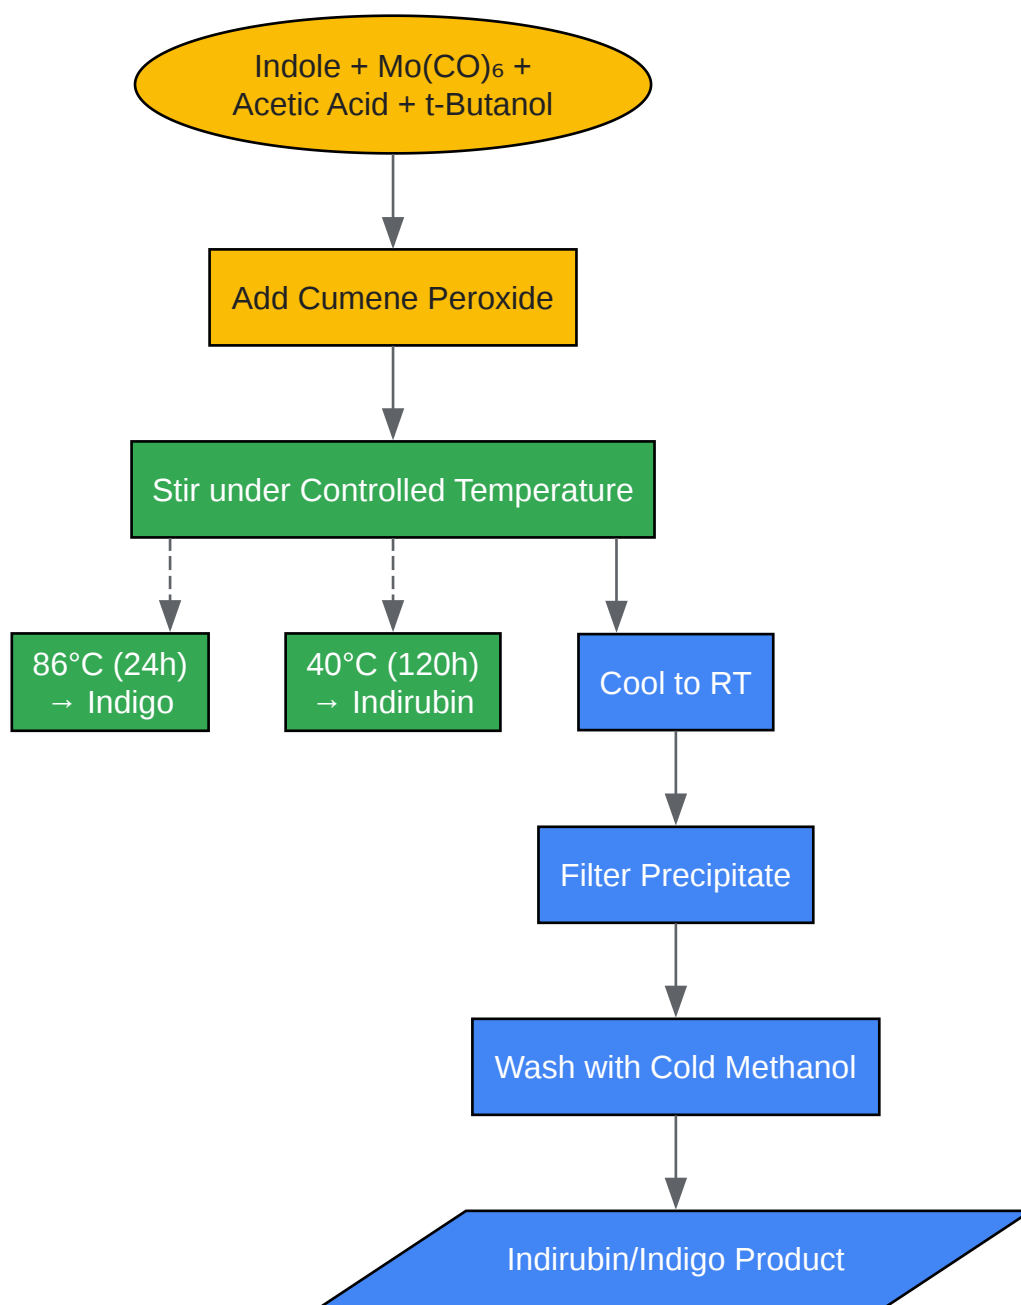 Indole + Mo(CO)₆ +
Acetic Acid + t-Butanol
Add Cumene Peroxide
Stir under Controlled Temperature
86°C (24h)
→ Indigo
40°C (120h)
→ Indirubin
Cool to RT
Filter Precipitate
Wash with Cold Methanol
Indirubin/Indigo Product